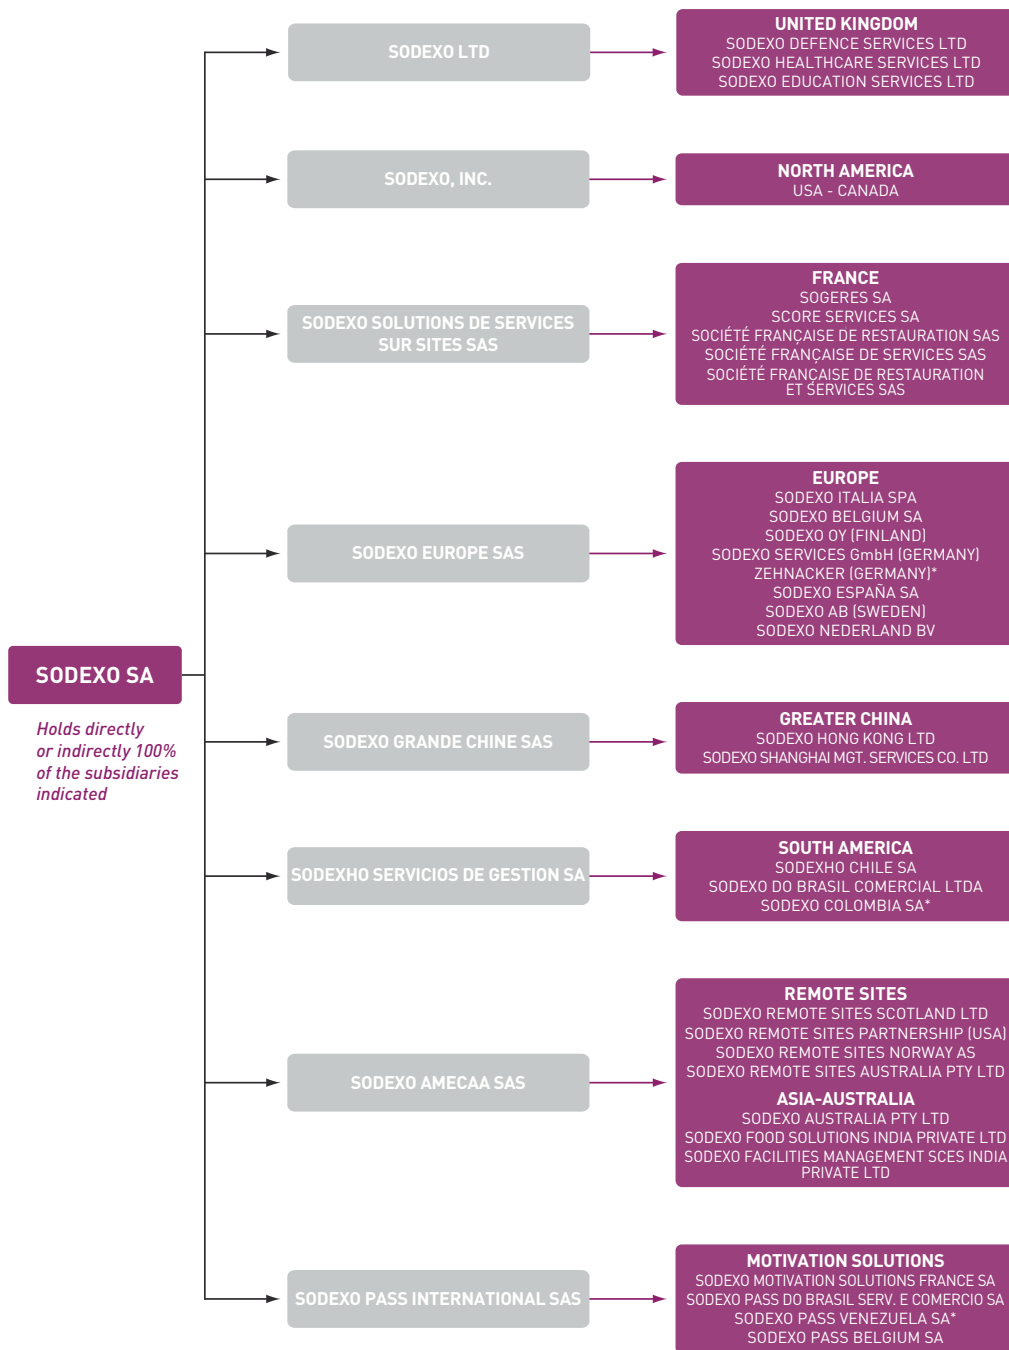 SODEXO LTD
UNITED KINGDOM
SODEXO DEFENCE SERVICES LTD
SODEXO HEALTHCARE SERVICES LTD
SODEXO EDUCATION SERVICES LTD
SODEXO, INC.
NORTH AMERICA
USA - CANADA
SODEXO SOLUTIONS DE SERVICES
SUR SITES SAS
FRANCE
SOGERES SA
SCORE SERVICES SA
SOCIÉTÉ FRANÇAISE DE RESTAURATION SAS
SOCIÉTÉ FRANÇAISE DE SERVICES SAS
SOCIÉTÉ FRANÇAISE DE RESTAURATION
ET SERVICES SAS
SODEXO EUROPE SAS
EUROPE
SODEXO ITALIA SPA
SODEXO BELGIUM SA
SODEXO OY (FINLAND)
SODEXO SERVICES GmbH (GERMANY)
ZEHNACKER (GERMANY)*
SODEXO ESPAÑA SA
SODEXO AB (SWEDEN)
SODEXO NEDERLAND BV
SODEXO SA
Holds directly
or indirectly 100%
of the subsidiaries
indicated
SODEXO GRANDE CHINE SAS
GREATER CHINA
SODEXO HONG KONG LTD
SODEXO SHANGHAI MGT. SERVICES CO. LTD
SODEXHO SERVICIOS DE GESTION SA
SOUTH AMERICA
SODEXHO CHILE SA
SODEXO DO BRASIL COMERCIAL LTDA
SODEXO COLOMBIA SA*
SODEXO AMECAA SAS
REMOTE SITES
SODEXO REMOTE SITES SCOTLAND LTD
SODEXO REMOTE SITES PARTNERSHIP (USA)
SODEXO REMOTE SITES NORWAY AS
SODEXO REMOTE SITES AUSTRALIA PTY LTD
ASIA-AUSTRALIA
SODEXO AUSTRALIA PTY LTD
SODEXO FOOD SOLUTIONS INDIA PRIVATE LTD
SODEXO FACILITIES MANAGEMENT SCES INDIA
PRIVATE LTD
SODEXO PASS INTERNATIONAL SAS
MOTIVATION SOLUTIONS
SODEXO MOTIVATION SOLUTIONS FRANCE SA
SODEXO PASS DO BRASIL SERV. E COMERCIO SA
SODEXO PASS VENEZUELA SA*
SODEXO PASS BELGIUM SA